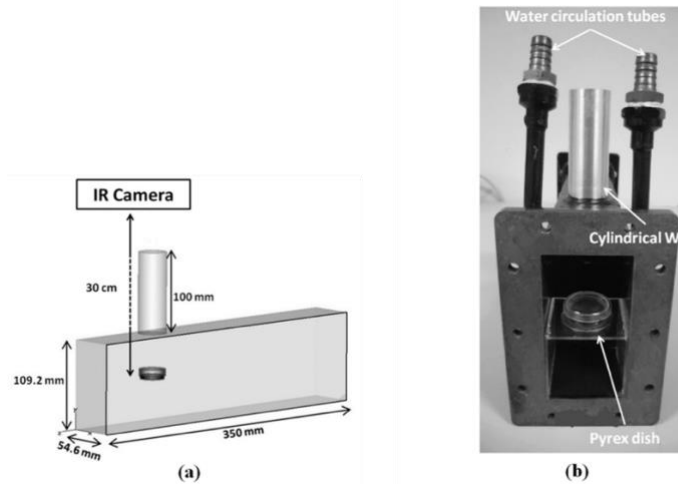 IR Camera
30 cm
100 mm
109.2 mm
54.6 mm
350 mm
(a)
Water circulation tubes
Cylindrical W
Pyrex dish
(b)